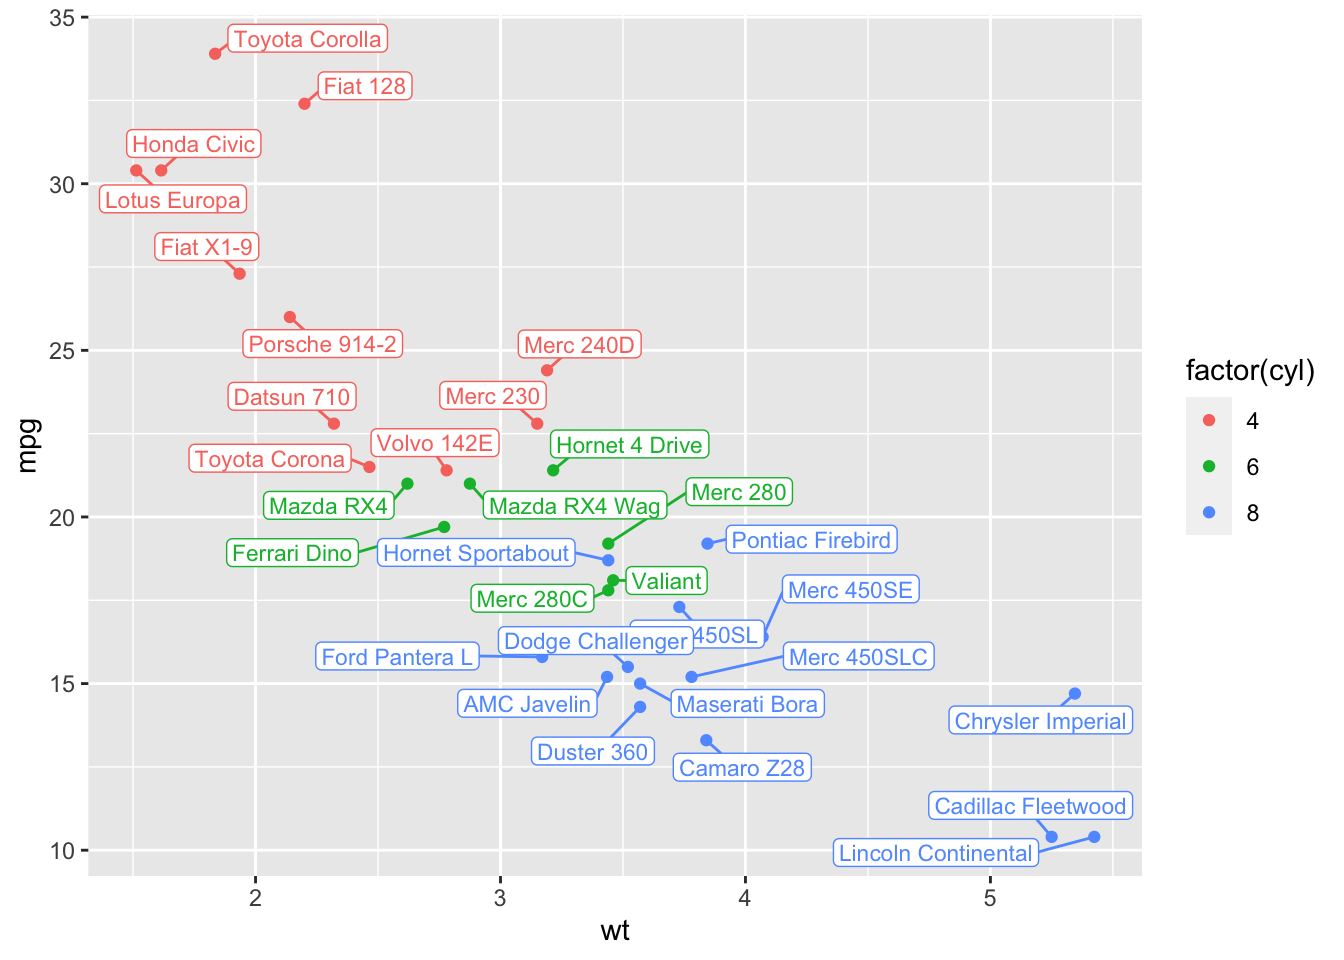 35
Toyota Corolla
Fiat 128
Honda Civic
30
Lotus Europa
Fiat X1-9
Porsche 914-2
Merc 240D
25
Datsun 710
Merc 230
Volvo 142E
Hornet 4 Drive
Toyota Corona
Merc 280
Mazda RX4
Mazda RX4 Wag
20
Pontiac Firebird
Ferrari Dino
Hornet Sportabout
Valiant
Merc 450SE
Merc 280C
450SL
Dodge Challenger
Ford Pantera L
Merc 450SLC
15
AMC Javelin
Maserati Bora
Chrysler Imperial
Duster 360
Camaro Z28
Cadillac Fleetwood
10
Lincoln Continental
2 3 4 5
wt
mpg
factor(cyl)
4
6
8